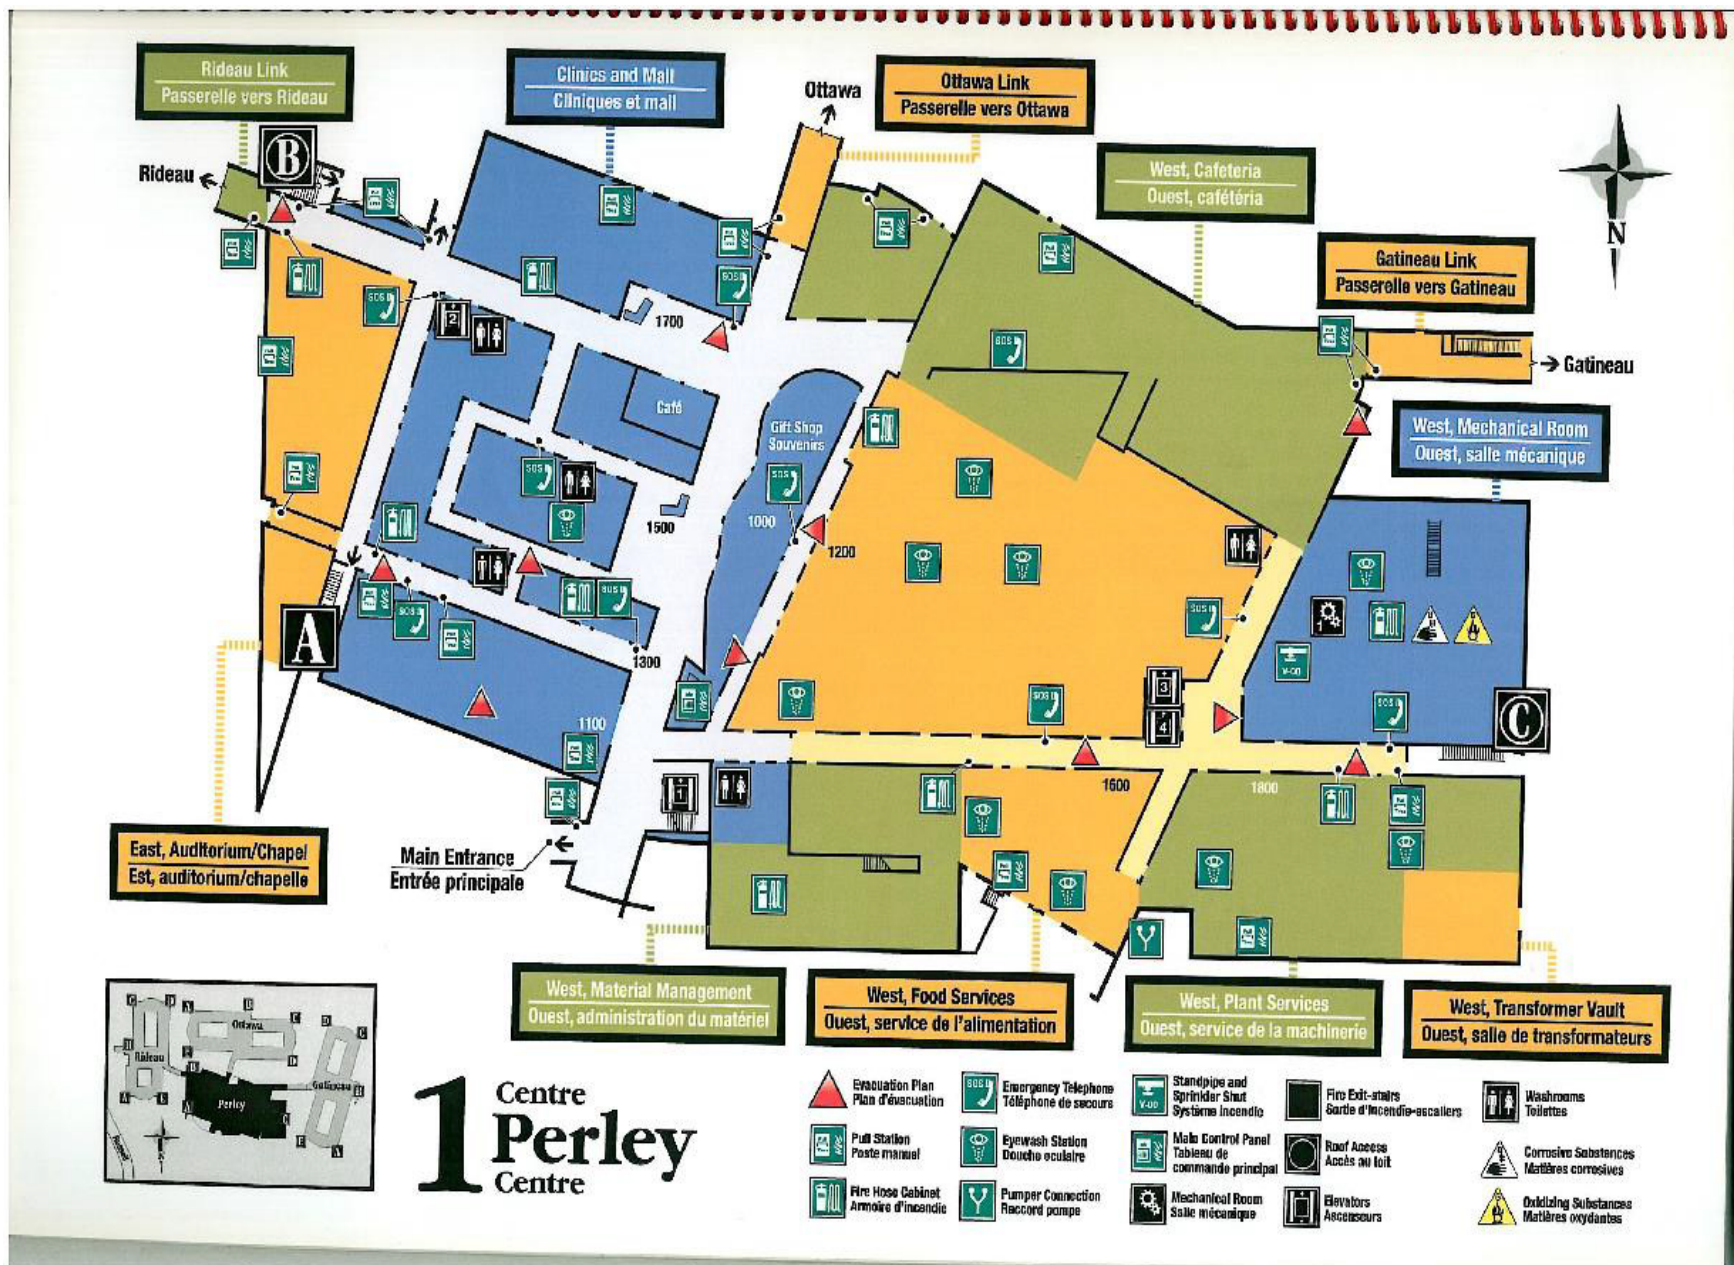 Rideau Link
Passerelle vers Rideau
Clinics and Mall
Cliniques et mail
Ottawa
Ottawa Link
Passerelle vers Ottawa
West, Cafeteria
Ouest, cafétéria
Gatineau Link
Passerelle vers Gatineau
N
B
Rideau
Gatineau
1700
2
Café
Gift Shop
Souvenirs
West, Mechanical Room
Ouest, salle mécanique
1500
1000
1200
A
1300
1
3
4
C
1100
1
1600
1800
East, Auditorium/Chapel
Est, auditorium/chapelle
Main Entrance
Entrée principale
West, Material Management
Ouest, administration du matériel
West, Food Services
Ouest, service de l'alimentation
West, Plant Services
Ouest, service de la machinerie
West, Transformer Vault
Ouest, salle de transformateurs
Ottawa
Rideau
Gatineau
Perley
1
Centre
Perley
Centre
Evacuation Plan
Plan d'évacuation
Pull Station
Poste manuel
Fire Hose Cabinet
Armoire d'incendie
SOS
Emergency Telephone
Téléphone de secours
Eyewash Station
Douche oculaire
Pumper Connection
Raccord pompe
Standpipe and
Sprinkler Shut
Système Incendie
Main Control Panel
Tableau de
commande principal
Mechanical Room
Salle mécanique
Fire Exit-stairs
Sortie d'incendie-escaliers
Roof Access
Accès au toit
Elevators
Ascenseurs
Washrooms
Toilettes
Corrosive Substances
Matières corrosives
Oxidizing Substances
Matières oxydantes